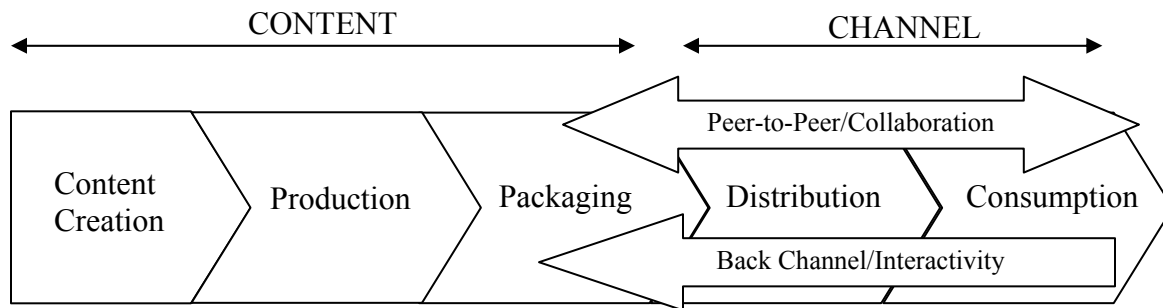 CONTENT
CHANNEL
Peer-to-Peer/Collaboration
Content
Creation
Production
Packaging
Distribution
Consumption
Back Channel/Interactivity